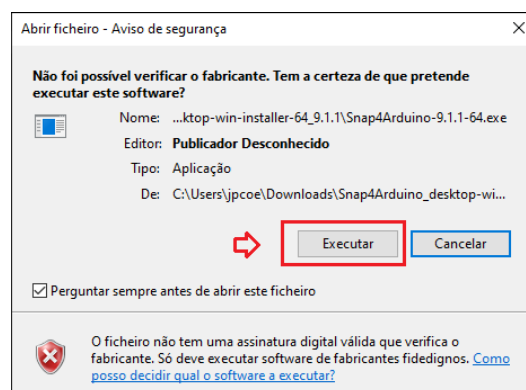 Abrir ficheiro - Aviso de segurança
Não foi possível verificar o fabricante. Tem a certeza de que pretende
executar este software?
Nome: ...ktop-win-installer-64_9.1.1\Snap4Arduino-9.1.1-64.exe
Editor: Publicador Desconhecido
Tipo: Aplicação
De: C:\Users\jpcoe\Downloads\Snap4Arduino_desktop-wi...
Executar Cancelar
Perguntar sempre antes de abrir este ficheiro
O ficheiro não tem uma assinatura digital válida que verifica o
fabricante. Só deve executar software de fabricantes fidedignos. Como
posso decidir qual o software a executar?